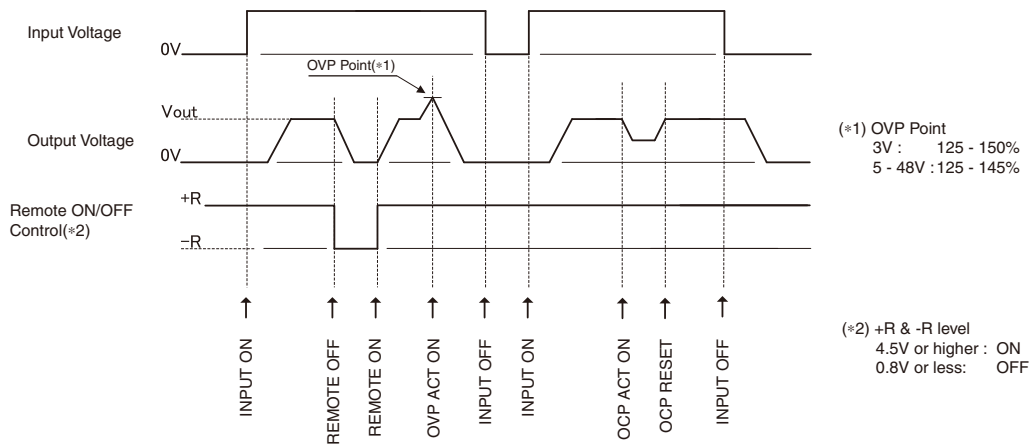 Input Voltage
0V
OVP Point(*1)
Vout
Output Voltage
0V
(*1) OVP Point
3V : 125 - 150%
5 - 48V : 125 - 145%
+R
Remote ON/OFF
Control(*2)
-R
INPUT ON
REMOTE OFF
REMOTE ON
OVP ACT ON
INPUT OFF
INPUT ON
OCP ACT ON
OCP RESET
INPUT OFF
(*2) +R & -R level
4.5V or higher : ON
0.8V or less: OFF